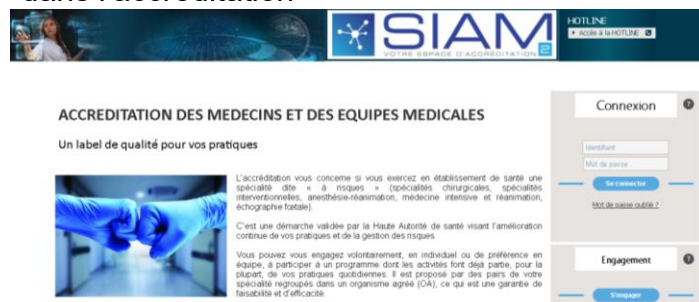 dans l'accréditation
SIAM 2
VOTRE ESPACE D'ACCRÉDITATION
HOTLINE
Accès à la HOTLINE
ACCREDITATION DES MEDECINS ET DES EQUIPES MEDICALES
Un label de qualité pour vos pratiques
L'accréditation vous concerne si vous exercez en établissement de santé une
spécialité dite « à risques » (spécialités chirurgicales, spécialités
interventionnelles, anesthésie-réanimation, médecine intensive et réanimation,
échographie fœtale).
C'est une démarche validée par la Haute Autorité de santé visant l'amélioration
continue de vos pratiques et de la gestion des risques.
Vous pouvez vous engagez volontairement, en individuel ou de préférence en
équipe, à participer à un programme dont les activités font déjà partie, pour la
plupart, de vos pratiques quotidiennes. Il est proposé par des pairs de votre
spécialité regroupés dans un organisme agréé (OA), ce qui est une garantie de
faisabilité et d'efficacité.
Connexion ?
Identifiant
Mot de passe
Se connecter
Mot de passe oublié ?
Engagement ?
S'engager